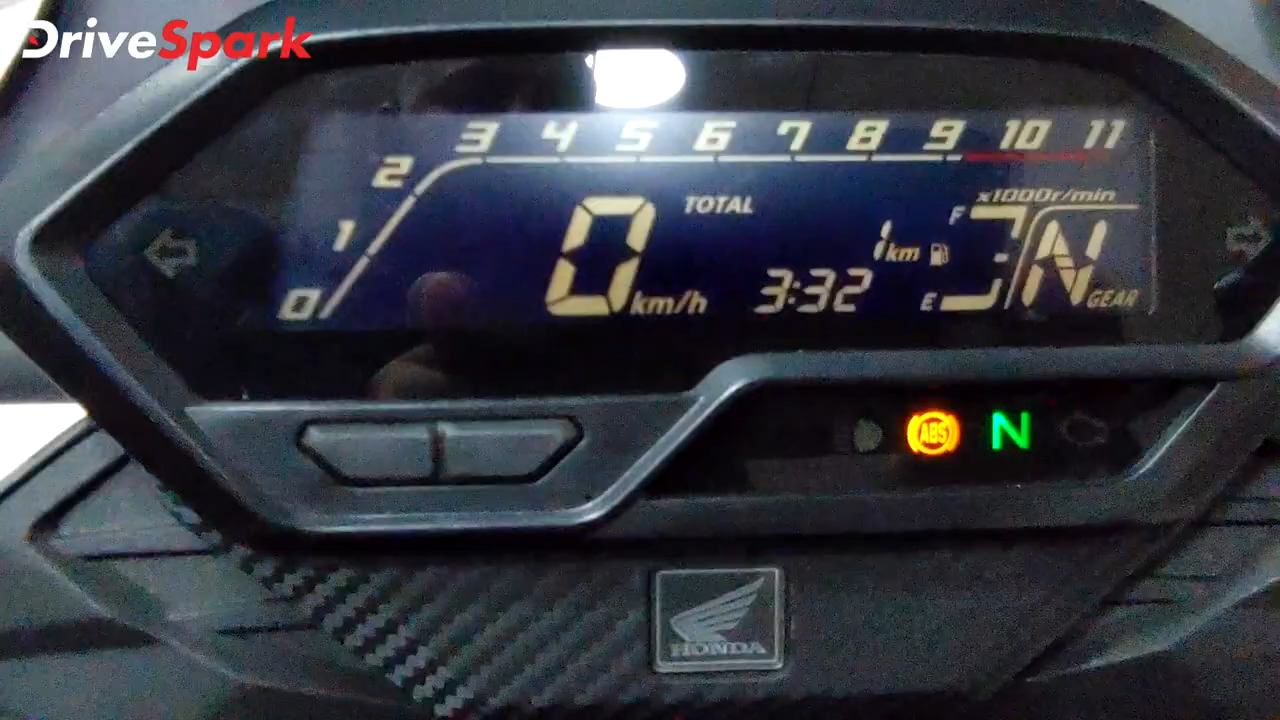 DriveSpark
0 1 2 3 4 5 6 7 8 9 10 11
x1000r/min
0 km/h
TOTAL
1 km
3:32
F
E
N
GEAR
ABS
N
HONDA